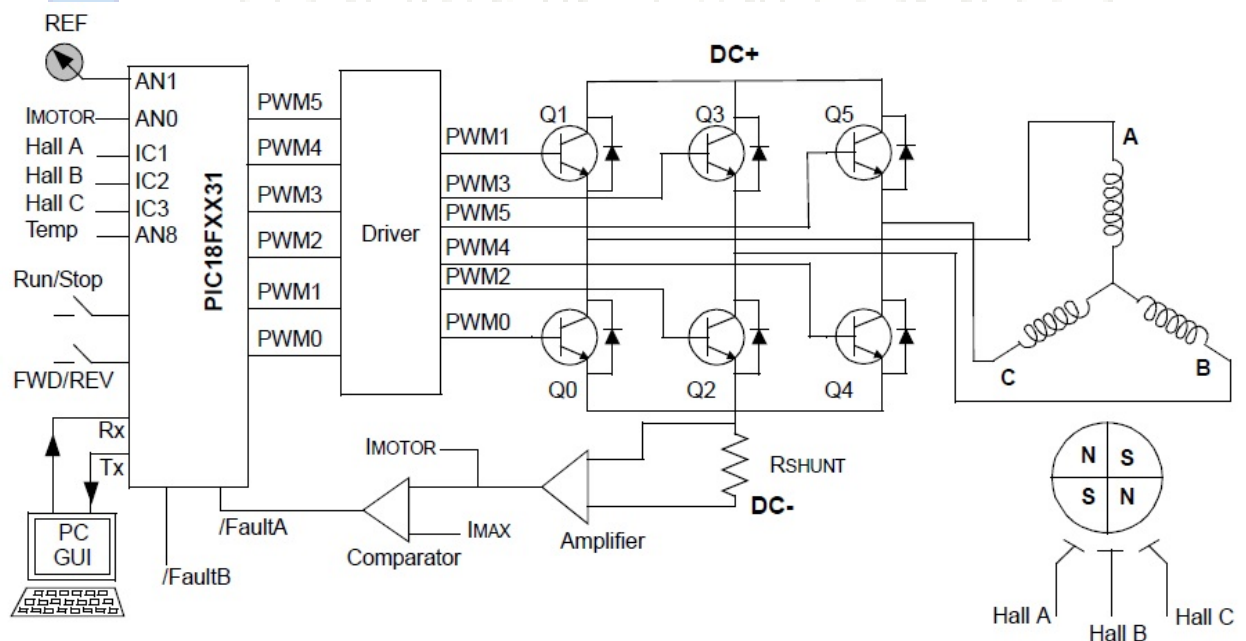 REF
DC+
AN1
PWM5
Q1
Q3
Q5
IMOTOR
AN0
PWM1
A
Hall A
IC1
PWM4
Hall B
IC2
PWM3
Hall C
IC3
PWM3
PWM5
Temp
AN8
PIC18FXX31
Driver
PWM2
PWM4
Run/Stop
PWM2
PWM1
PWM0
PWM0
FWD/REV
C
B
Q0
Q2
Q4
Rx
IMOTOR
RSHUNT
N
S
Tx
S
N
DC-
/FaultA
IMAX
PC
GUI
Comparator
Amplifier
/FaultB
Hall A
Hall B
Hall C